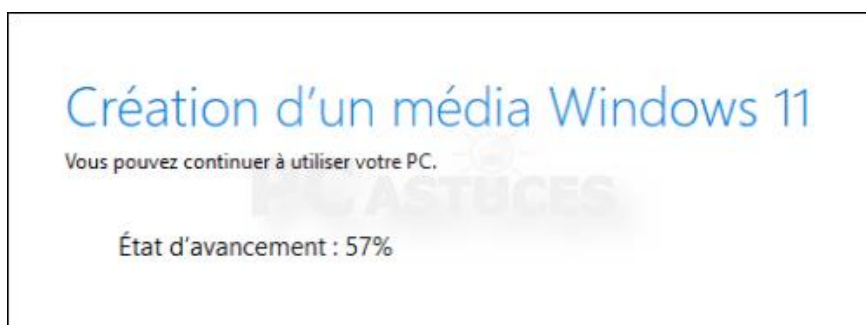 Création d'un média Windows 11
Vous pouvez continuer à utiliser votre PC.
PC ASTUCES
État d'avancement : 57%